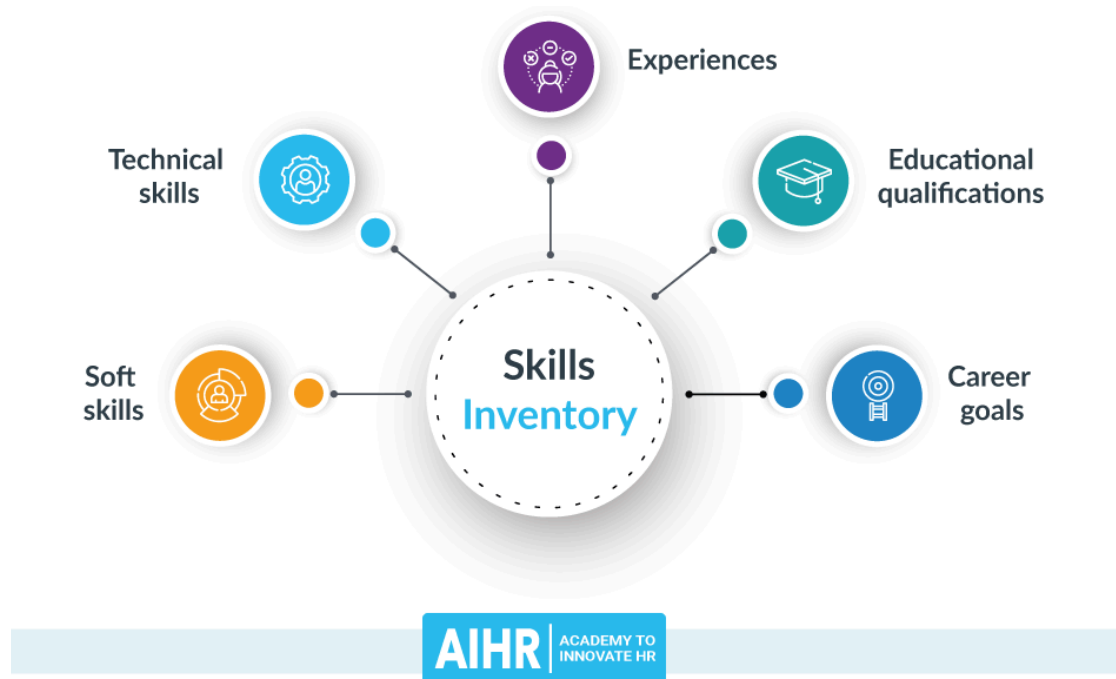 Experiences
Technical
skills
Educational
qualifications
Soft
skills
Skills
Inventory
Career
goals
AIHR
ACADEMY TO
INNOVATE HR